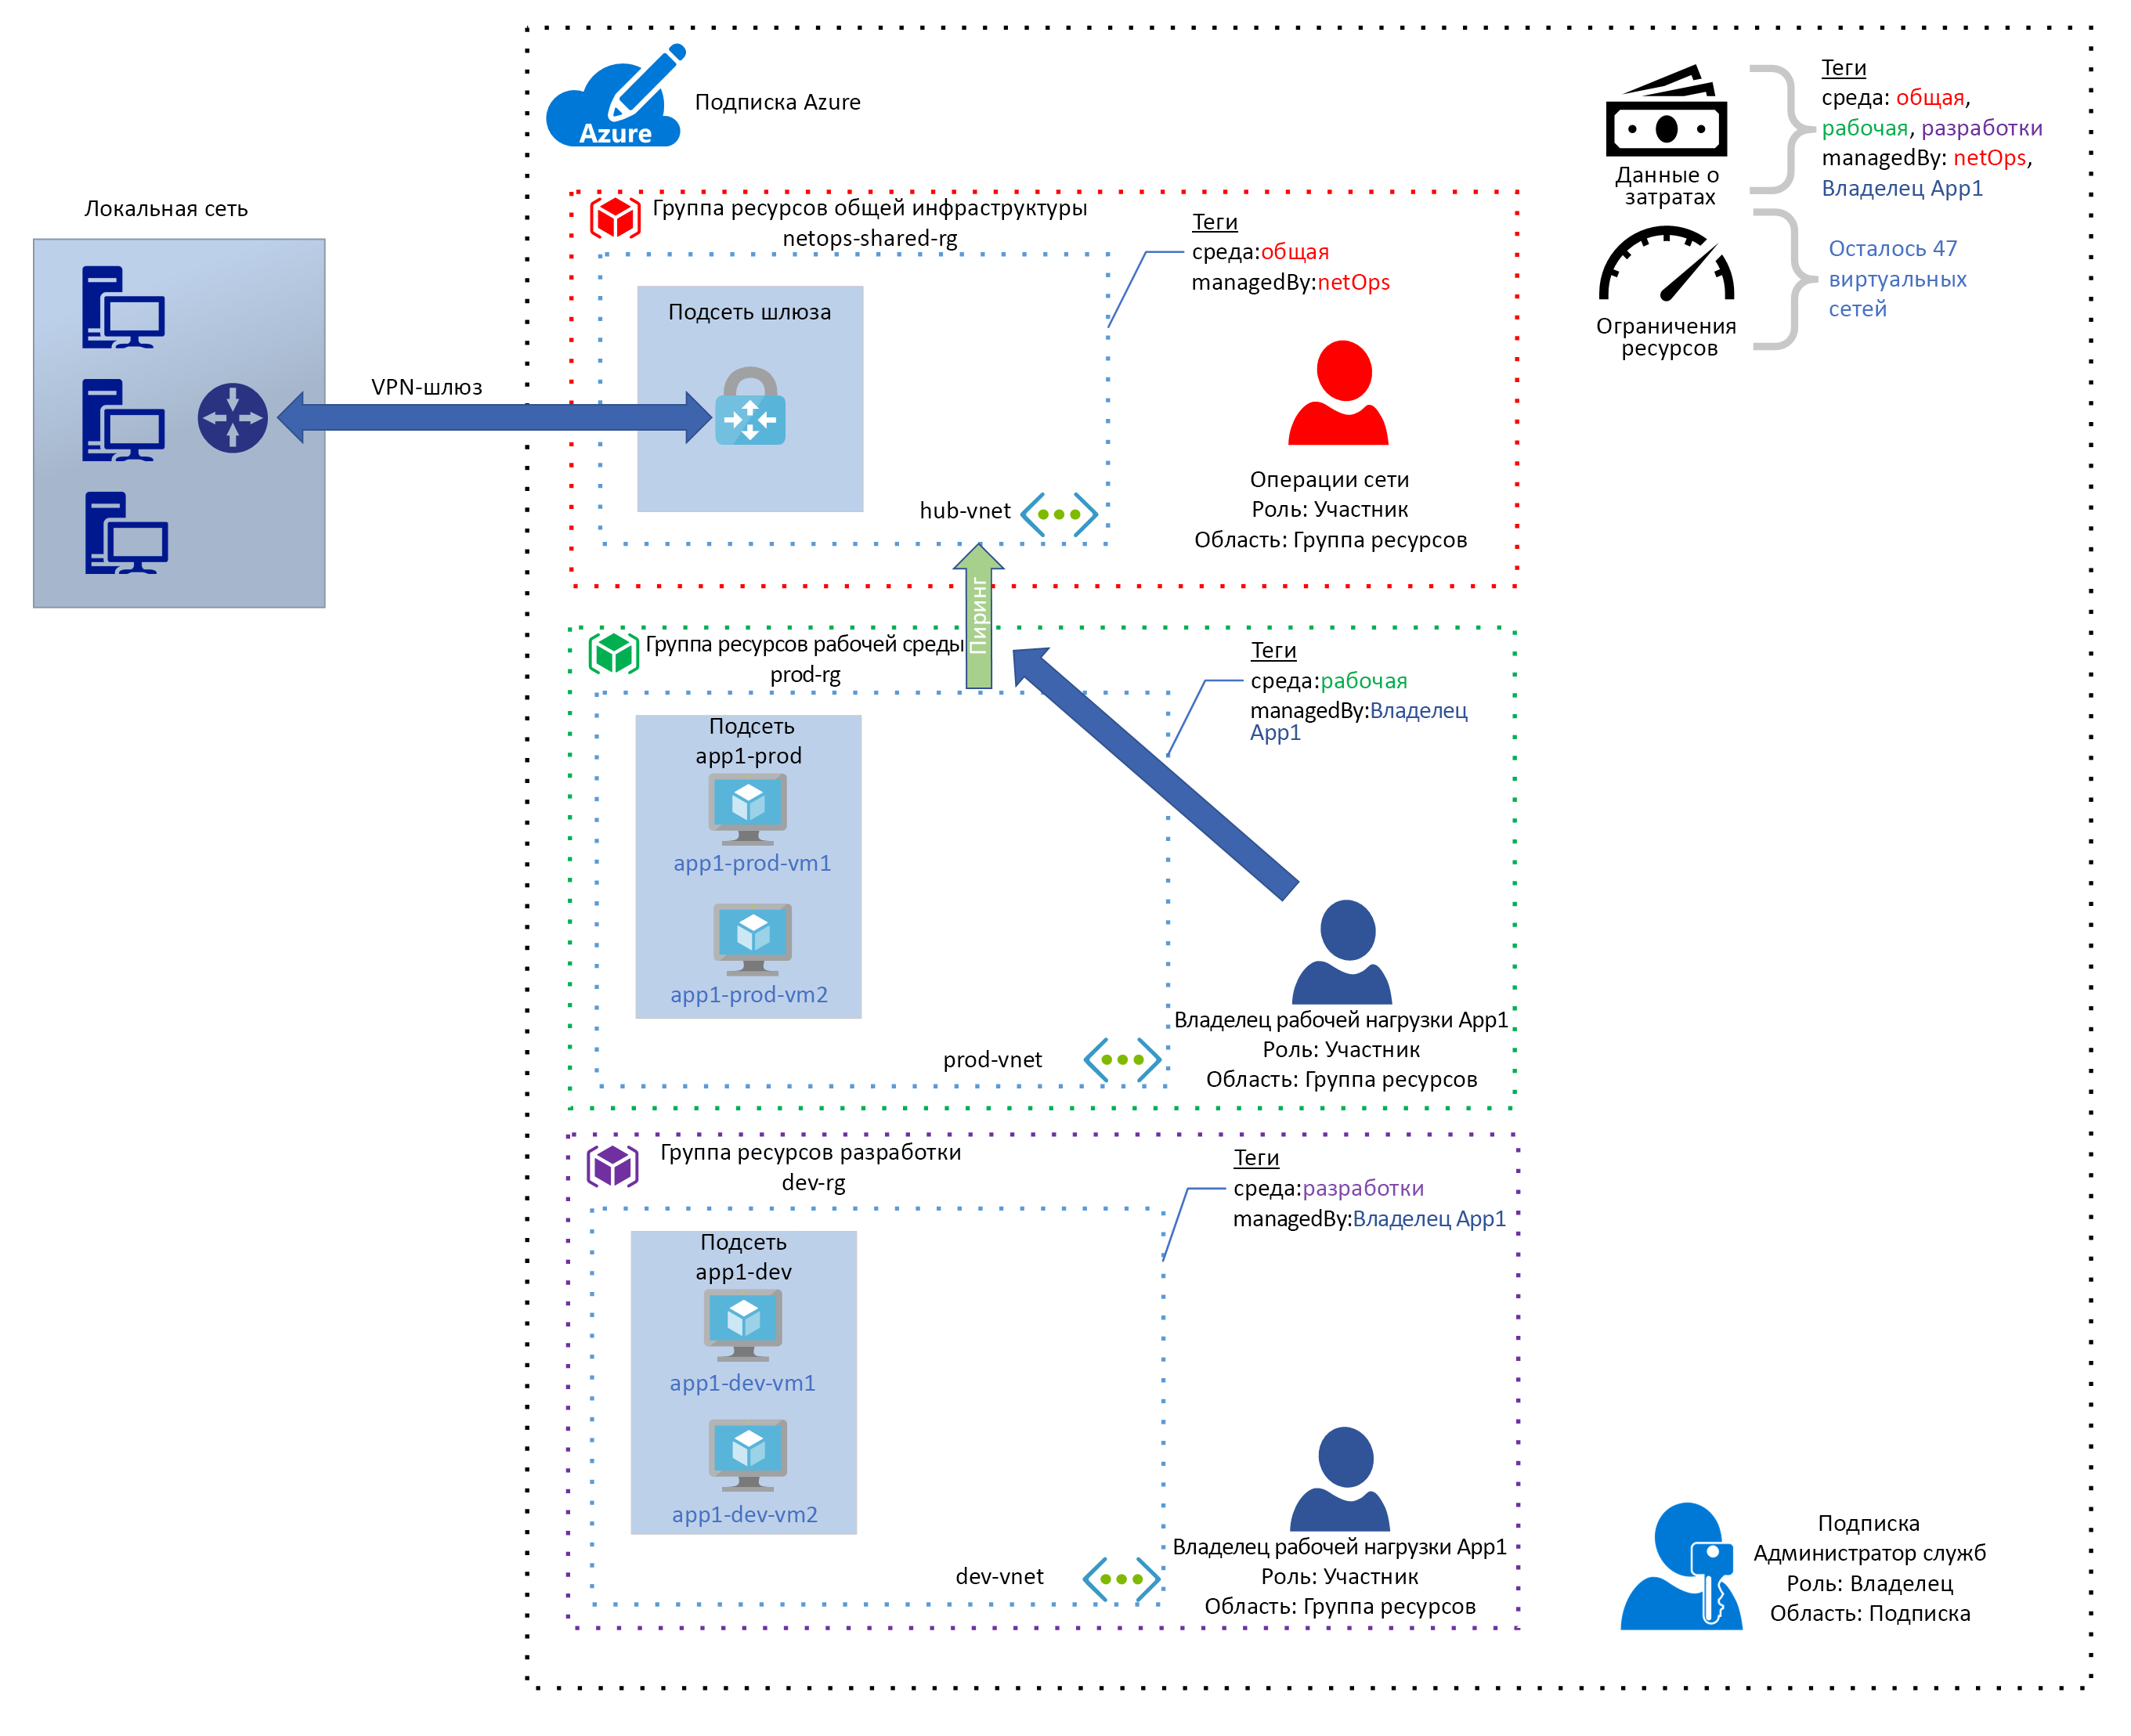 Azure
Подписка Azure
Данные о
затратах
Теги
среда: общая,
рабочая, разработки
managedBy: netOps,
Владелец App1
Ограничения
ресурсов
Осталось 47
виртуальных
сетей
Локальная сеть
VPN-шлюз
Группа ресурсов общей инфраструктуры
netops-shared-rg
Теги
среда:общая
managedBy:netOps
Подсеть шлюза
hub-vnet
Операции сети
Роль: Участник
Область: Группа ресурсов
Пиринг
Группа ресурсов рабочей среды
prod-rg
Теги
среда:рабочая
managedBy:Владелец
App1
Подсеть
app1-prod
app1-prod-vm1
app1-prod-vm2
prod-vnet
Владелец рабочей нагрузки App1
Роль: Участник
Область: Группа ресурсов
Группа ресурсов разработки
dev-rg
Теги
среда:разработки
managedBy:Владелец App1
Подсеть
app1-dev
app1-dev-vm1
app1-dev-vm2
dev-vnet
Владелец рабочей нагрузки App1
Роль: Участник
Область: Группа ресурсов
Подписка
Администратор служб
Роль: Владелец
Область: Подписка